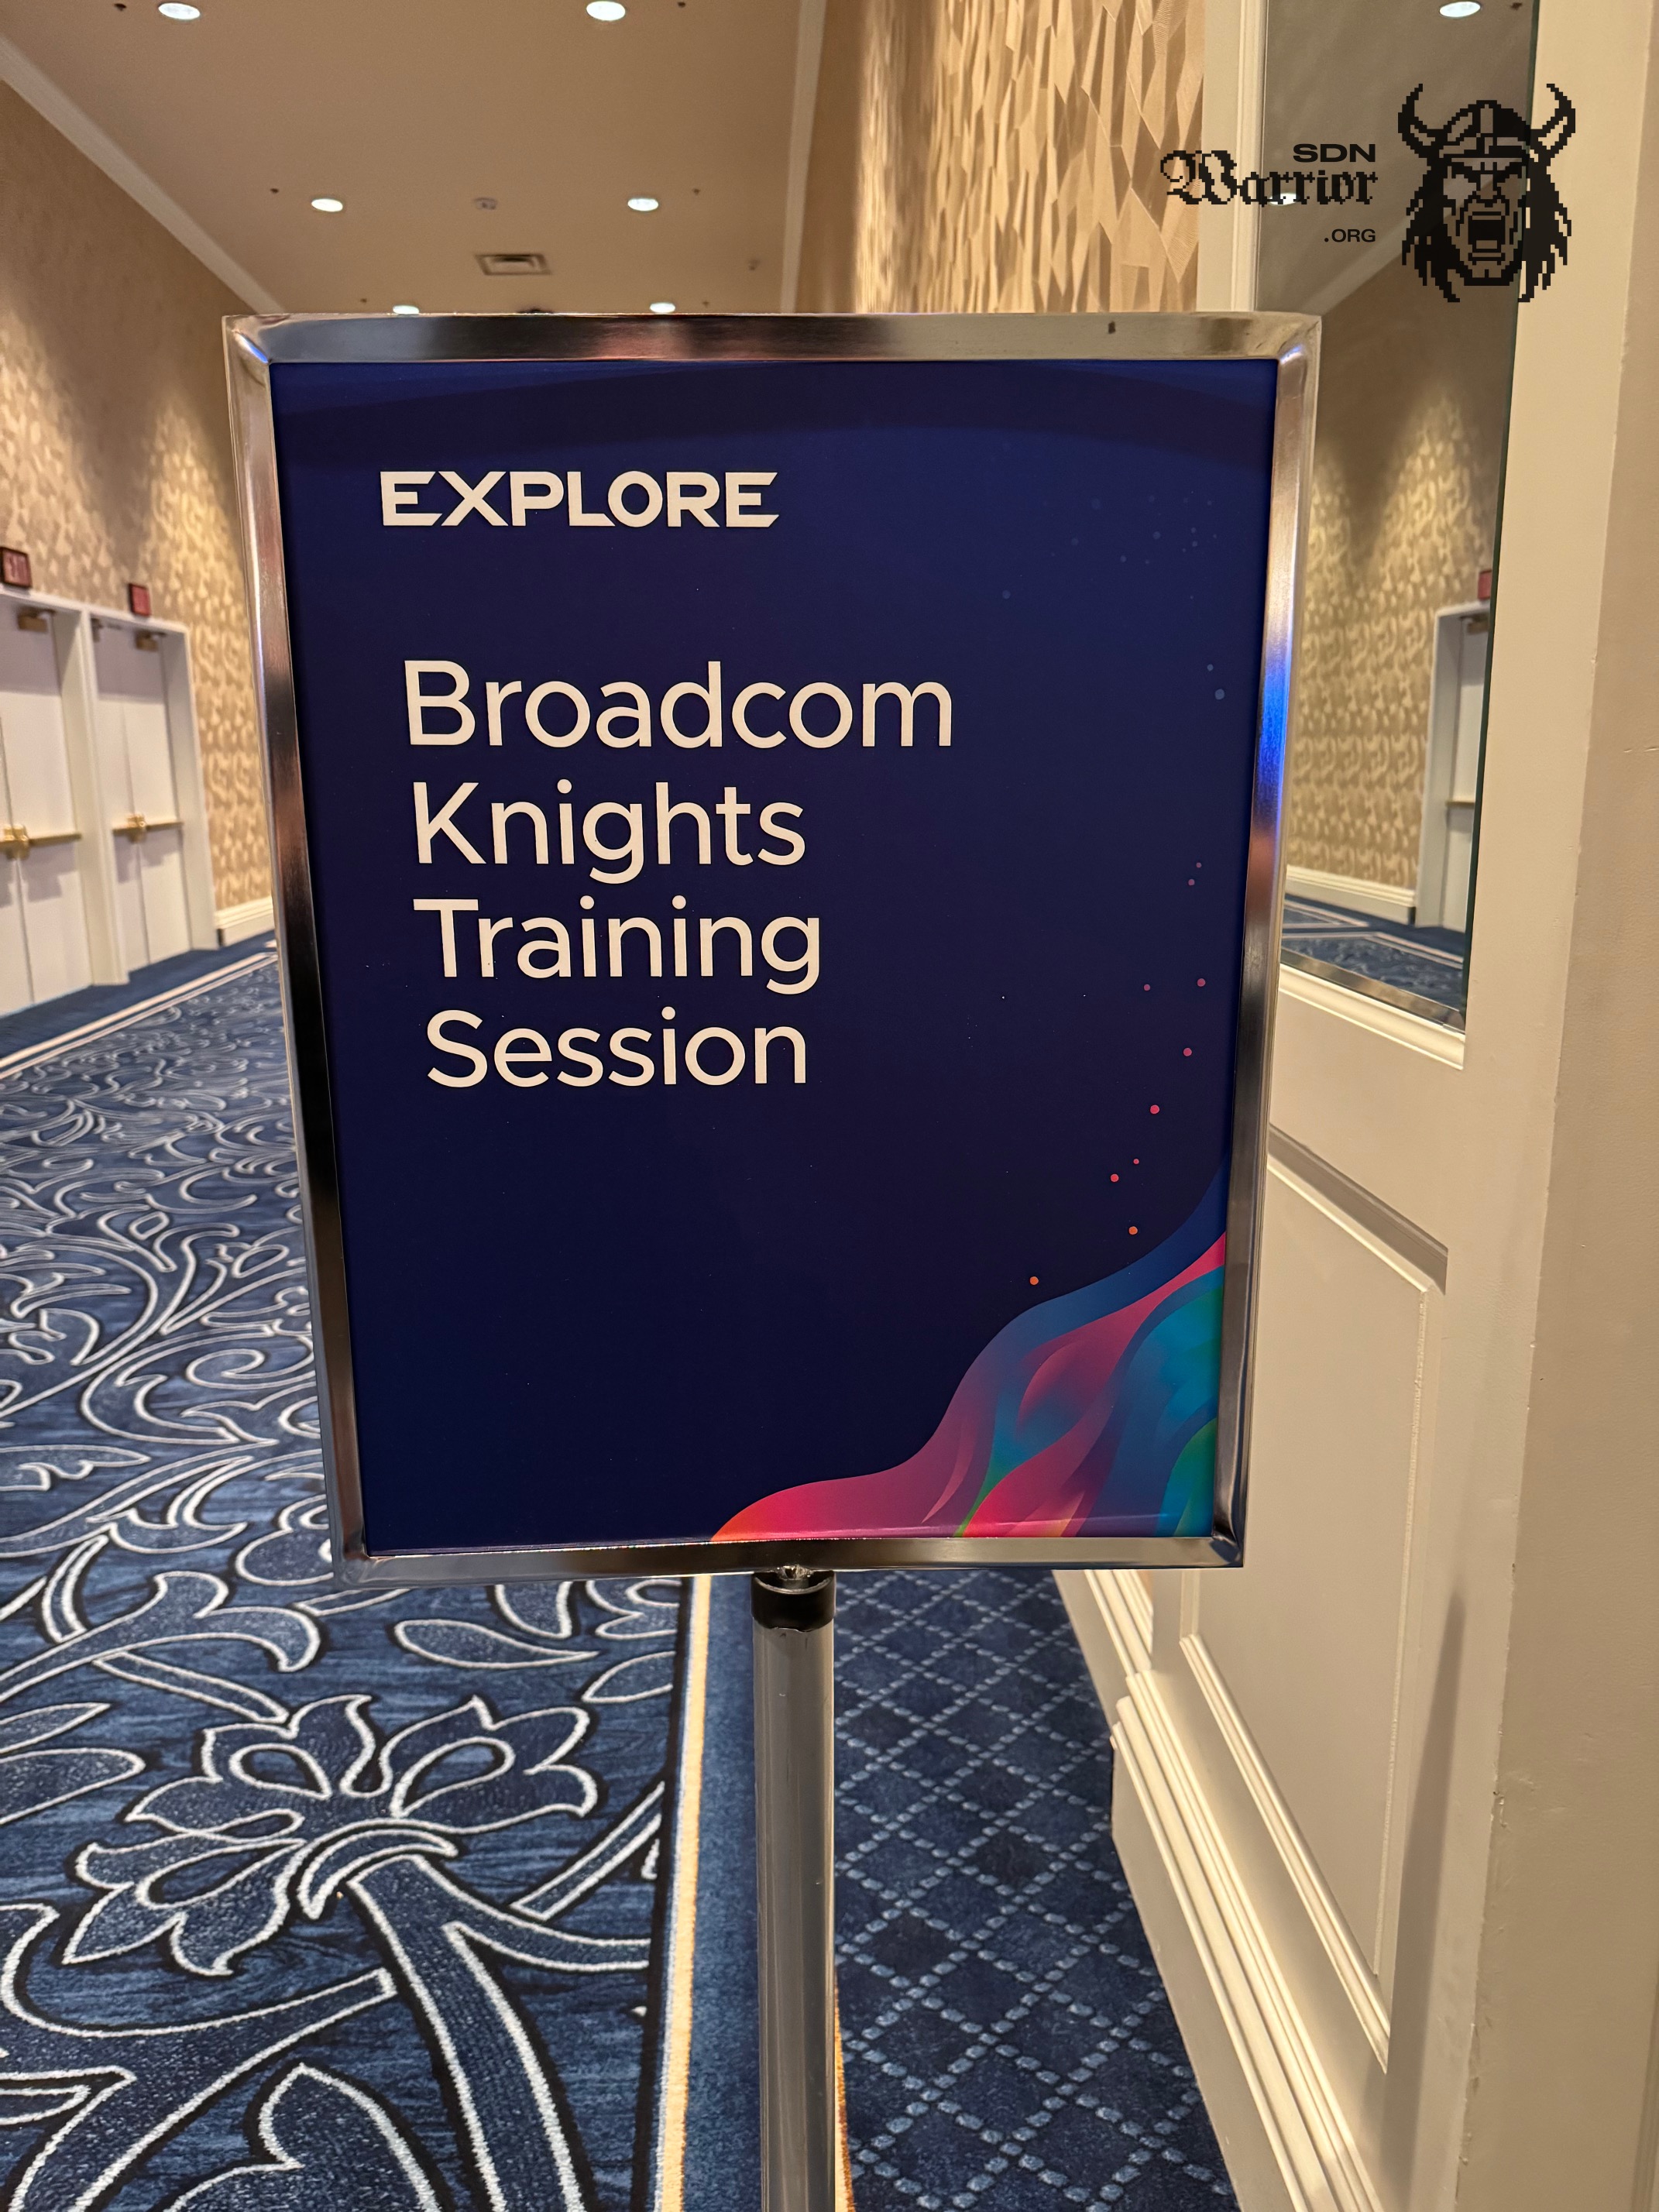 SDN
Warrior
.ORG
EXPLORE
Broadcom
Knights
Training
Session